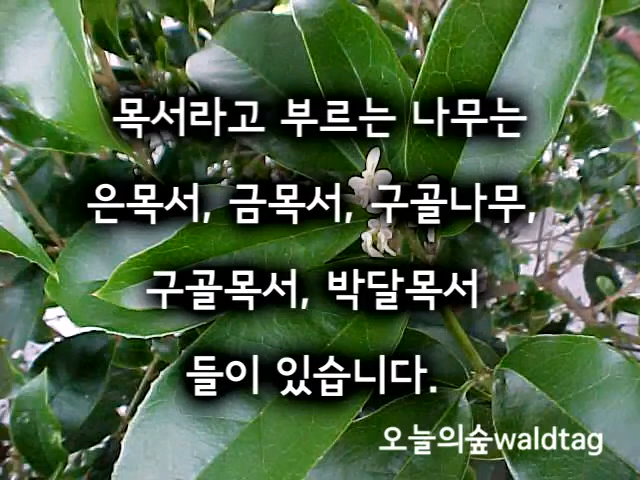 목서라고 부르는 나무는
은목서, 금목서, 구골나무,
구골목서, 박달목서
들이 있습니다.
오늘의숲waldtag